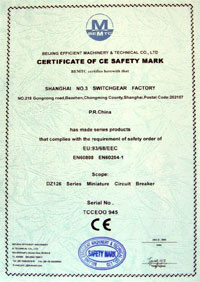 BEMTC
BEIJING EFFICIENT MACHINERY & TECHNICAL CO., LTD
CERTIFICATE OF CE SAFETY MARK
BEMTC, certifies herewith that
SHANGHAI NO.3 SWITCHGEAR FACTORY
NO.318 Gongnong road,Baozhen,Chongming County,Shanghai,Postal Code:202157
P.R.China
has made series products
that complies with the requirement of safety order of
EU:93/68/EEC
EN60898 EN60204-1
Scope:
DZ126 Series Miniature Circuit Breaker
Serial No.
TCCEOO 945
CE
SAFETY MARK